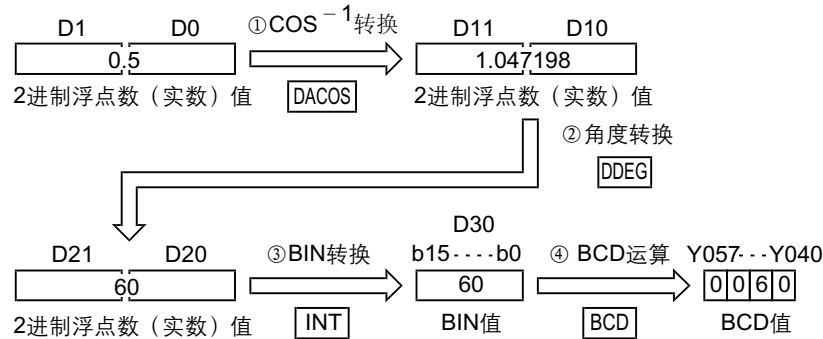 D1 D0 ①COS⁻¹转换 D11 D10
0.5 1.047198
2进制浮点数（实数）值 DACOS 2进制浮点数（实数）值
②角度转换
DDEG
D30
D21 D20 ③BIN转换 b15----b0 ④ BCD运算 Y057---Y040
60 60 0 0 6 0
2进制浮点数（实数）值 INT BIN值 BCD BCD值